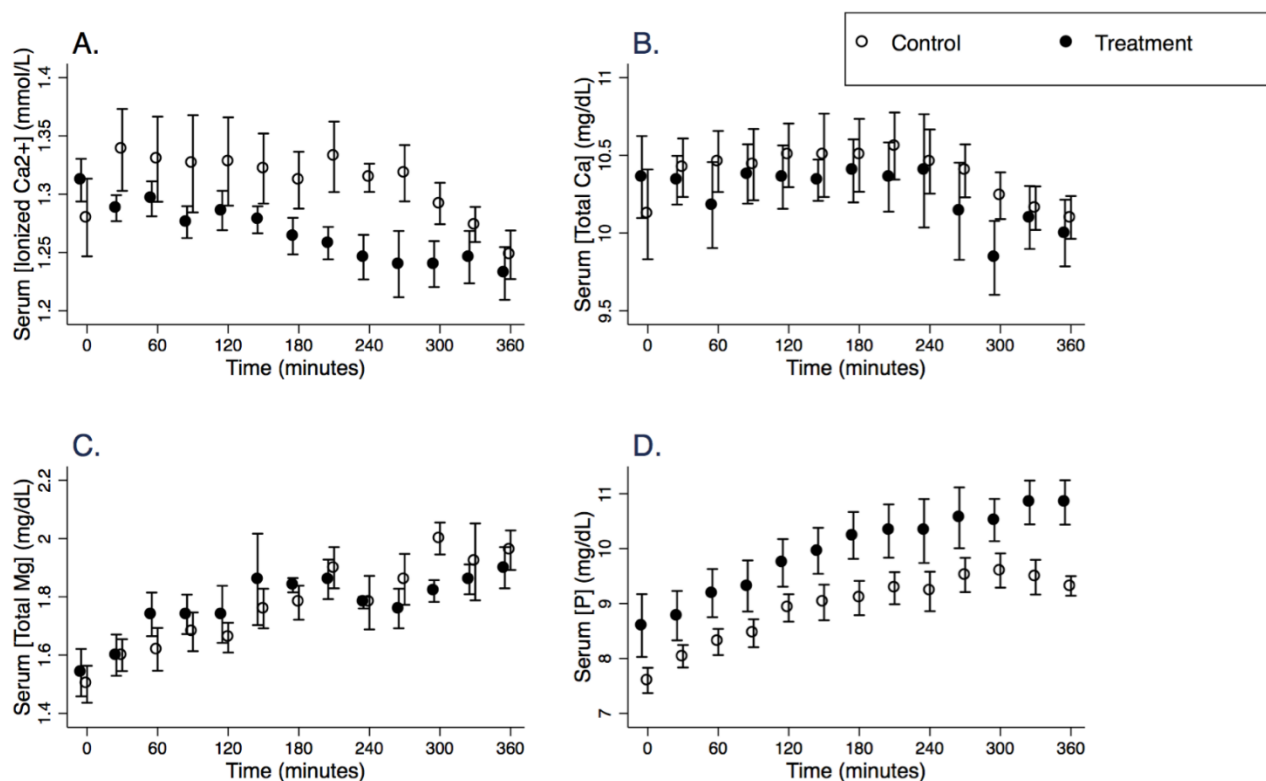 Control Treatment
A.
Serum [Ionized Ca2+] (mmol/L)
1.4
1.35
1.3
1.25
1.2
0 60 120 180 240 300 360
Time (minutes)
B.
Serum [Total Ca] (mg/dL)
11
10.5
10
9.5
0 60 120 180 240 300 360
Time (minutes)
C.
Serum [Total Mg] (mg/dL)
2.2
2
1.8
1.6
1.4
0 60 120 180 240 300 360
Time (minutes)
D.
Serum [P] (mg/dL)
11
10
9
8
7
0 60 120 180 240 300 360
Time (minutes)